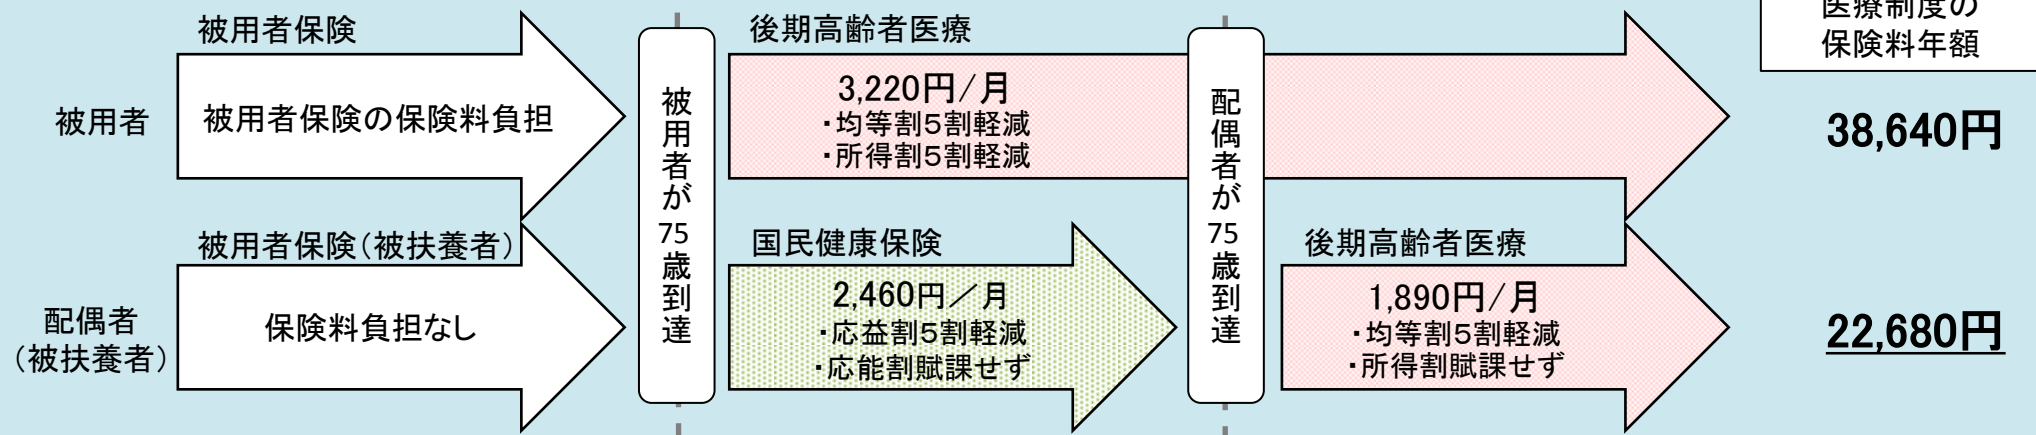 医療制度の
保険料年額
被用者
被用者保険
被用者保険の保険料負担
被用者が75歳到達
後期高齢者医療
3,220円/月
・均等割5割軽減
・所得割5割軽減
配偶者が75歳到達
38,640円
配偶者
（被扶養者）
被用者保険（被扶養者）
保険料負担なし
国民健康保険
2,460円／月
・応益割5割軽減
・応能割賦課せず
後期高齢者医療
1,890円/月
・均等割5割軽減
・所得割賦課せず
22,680円